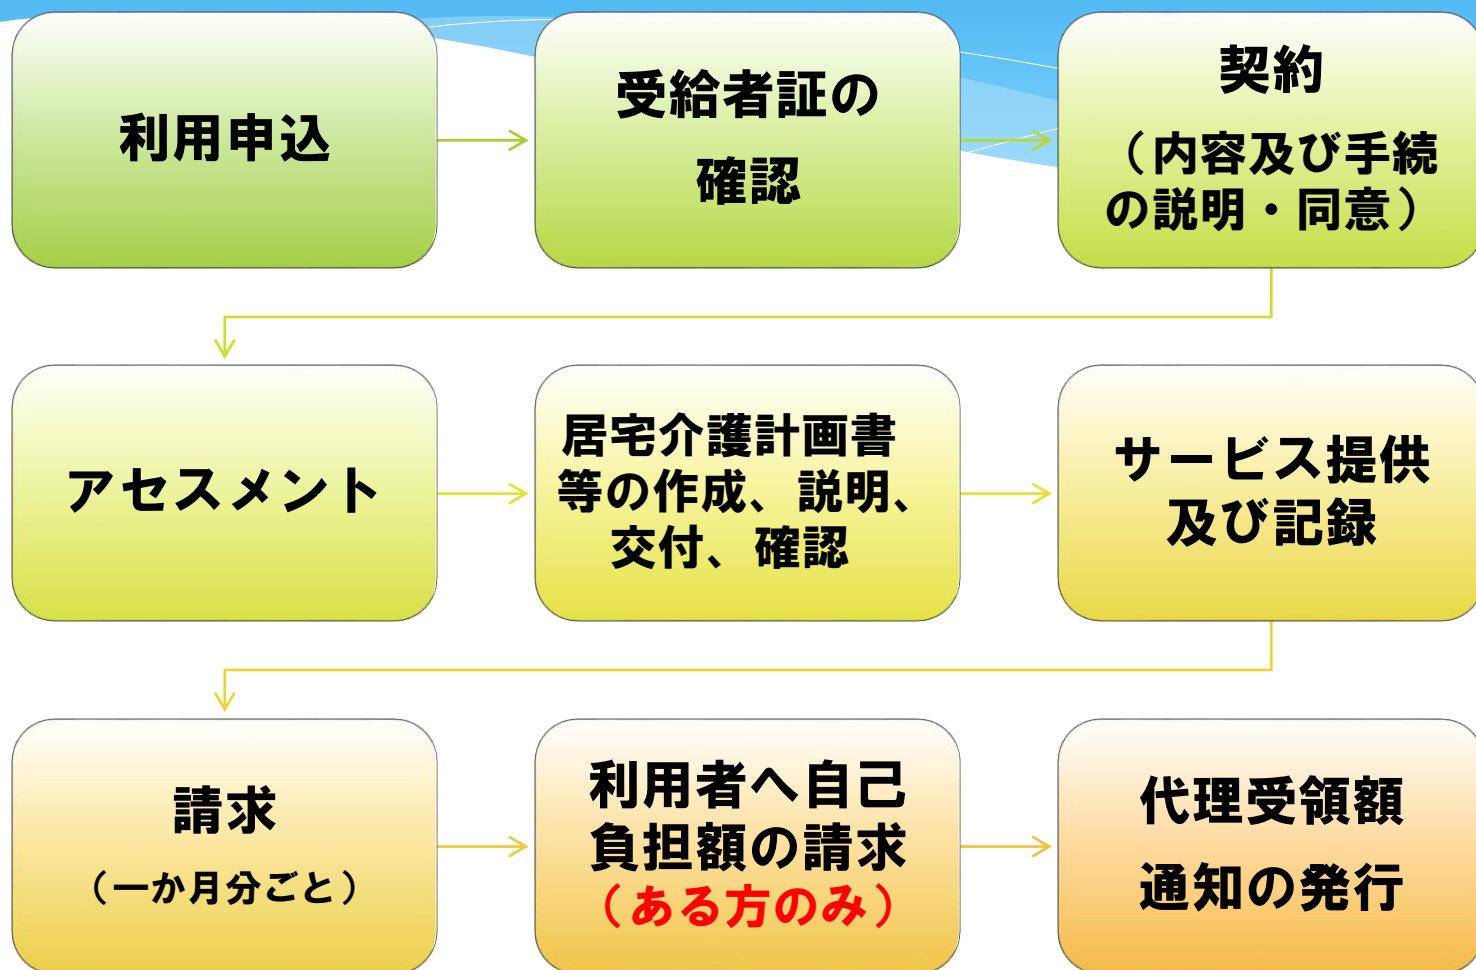 利用申込
受給者証の
確認
契約
（内容及び手続
の説明・同意）
アセスメント
居宅介護計画書
等の作成、説明、
交付、確認
サービス提供
及び記録
請求
（一か月分ごと）
利用者へ自己
負担額の請求
（ある方のみ）
代理受領額
通知の発行